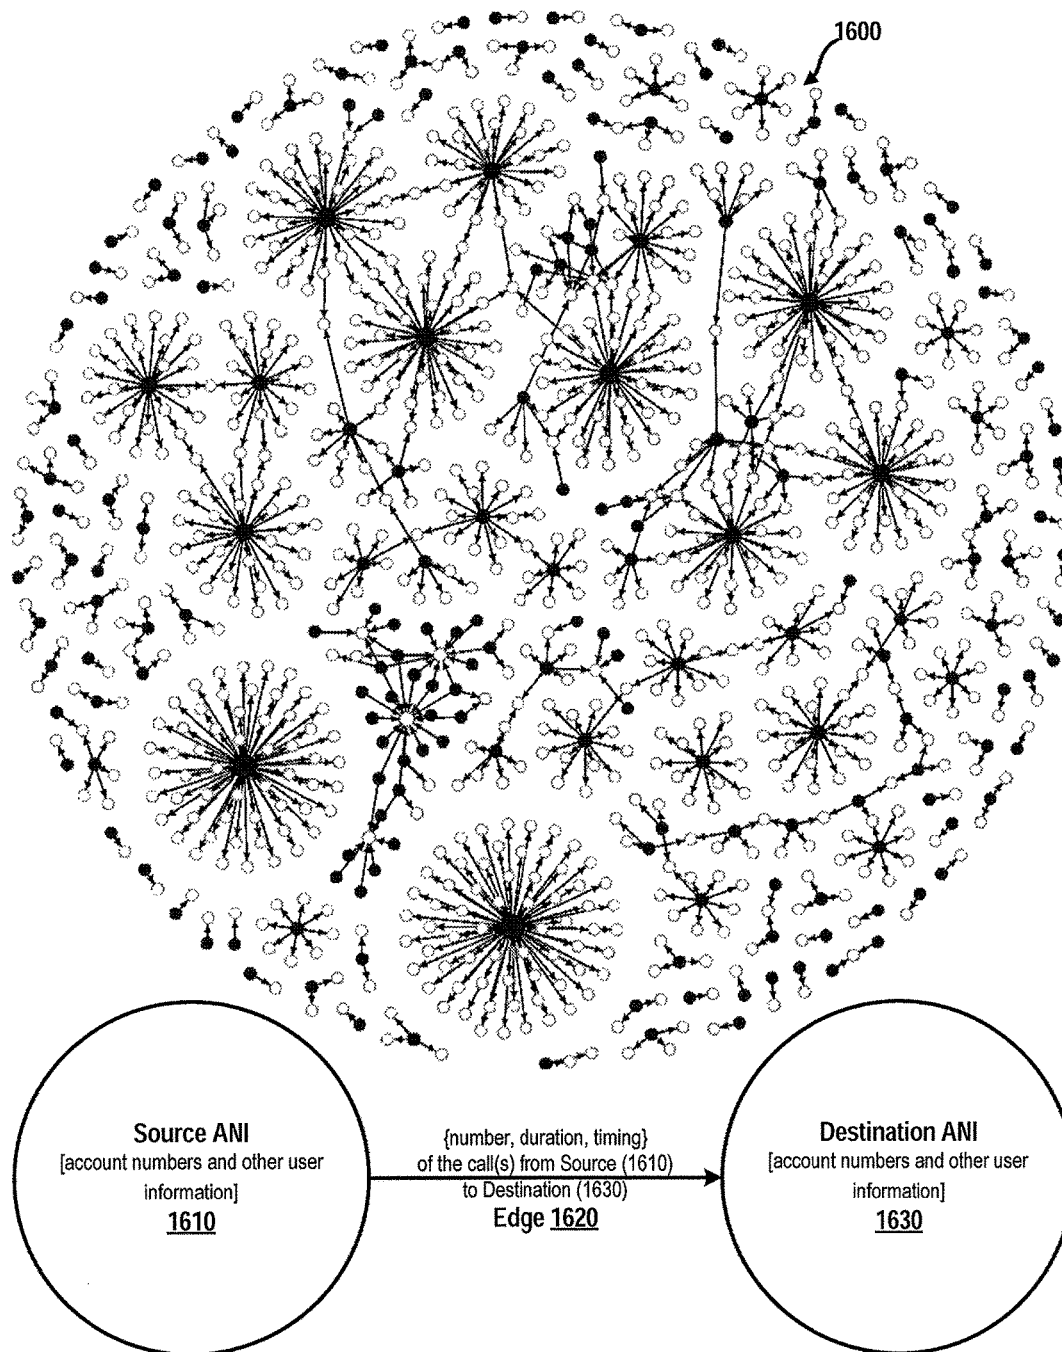 1600
Source ANI
[account numbers and other user
information]
1610
{number, duration, timing}
of the call(s) from Source (1610)
to Destination (1630)
Edge 1620
Destination ANI
[account numbers and other user
information]
1630